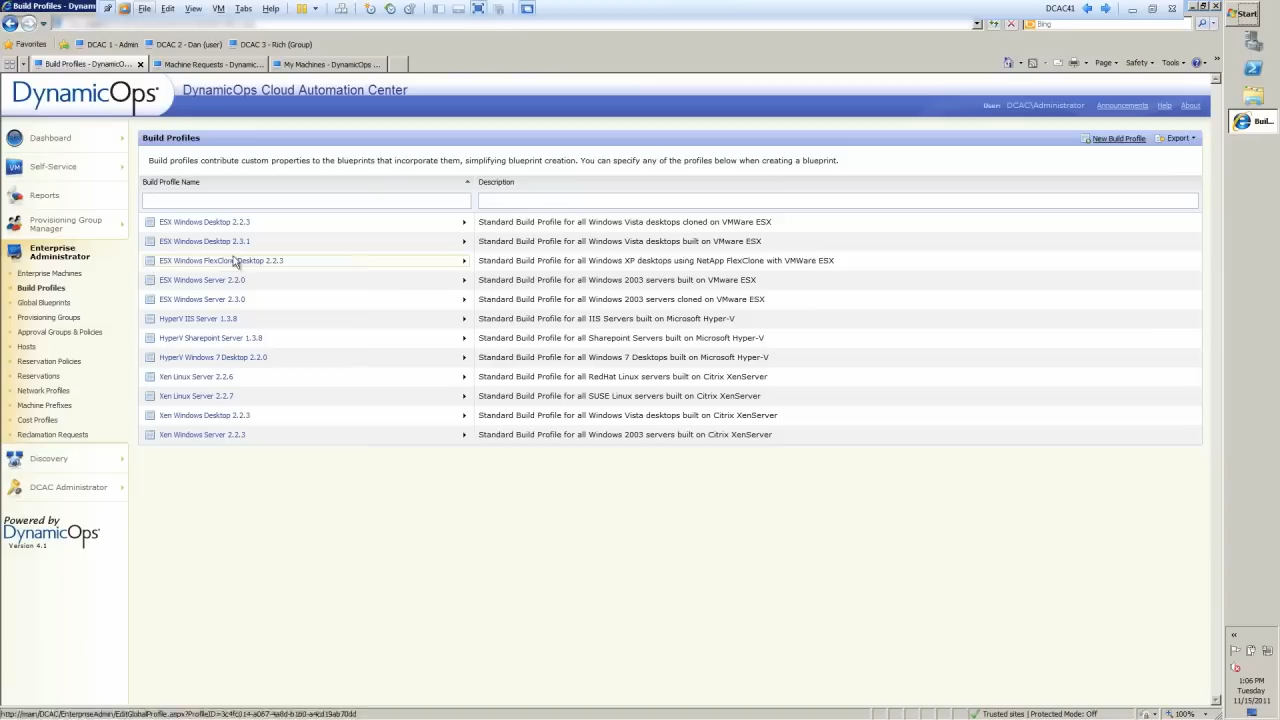 Build Profiles - Dynami
File Edit View VM Tabs Help
DCAC41
Start
Bing
Favorites DCAC 1 - Admin DCAC 2 - Dan (user) DCAC 3 - Rich (Group)
Build Profiles - DynamicO... Machine Requests - Dynamic... My Machines - DynamicOps ...
Page Safety Tools
DynamicOps
DynamicOps Cloud Automation Center
User: DCAC\Administrator Announcements Help About
Buil...
Dashboard
Self-Service
Reports
Provisioning Group
Manager
Enterprise
Administrator
Enterprise Machines
Build Profiles
Global Blueprints
Provisioning Groups
Approval Groups & Policies
Hosts
Reservation Policies
Reservations
Network Profiles
Machine Prefixes
Cost Profiles
Reclamation Requests
Discovery
DCAC Administrator
Powered by
DynamicOps
Version 4.1
Build Profiles
New Build Profile Export
Build profiles contribute custom properties to the blueprints that incorporate them, simplifying blueprint creation. You can specify any of the profiles below when creating a blueprint.
Build Profile Name Description
ESX Windows Desktop 2.2.3 Standard Build Profile for all Windows Vista desktops cloned on VMWare ESX
ESX Windows Desktop 2.3.1 Standard Build Profile for all Windows Vista desktops built on VMware ESX
ESX Windows FlexClone Desktop 2.2.3 Standard Build Profile for all Windows XP desktops using NetApp FlexClone with VMWare ESX
ESX Windows Server 2.2.0 Standard Build Profile for all Windows 2003 servers built on VMware ESX
ESX Windows Server 2.3.0 Standard Build Profile for all Windows 2003 servers cloned on VMware ESX
HyperV IIS Server 1.3.8 Standard Build Profile for all IIS Servers built on Microsoft Hyper-V
HyperV Sharepoint Server 1.3.8 Standard Build Profile for all Sharepoint Servers built on Microsoft Hyper-V
HyperV Windows 7 Desktop 2.2.0 Standard Build Profile for all Windows 7 Desktops built on Microsoft Hyper-V
Xen Linux Server 2.2.6 Standard Build Profile for all RedHat Linux servers built on Citrix XenServer
Xen Linux Server 2.2.7 Standard Build Profile for all SUSE Linux servers built on Citrix XenServer
Xen Windows Desktop 2.2.3 Standard Build Profile for all Windows Vista desktops built on Citrix XenServer
Xen Windows Server 2.2.3 Standard Build Profile for all Windows 2003 servers built on Citrix XenServer
1:06 PM
Tuesday
11/15/2011
Trusted sites | Protected Mode: Off 100%